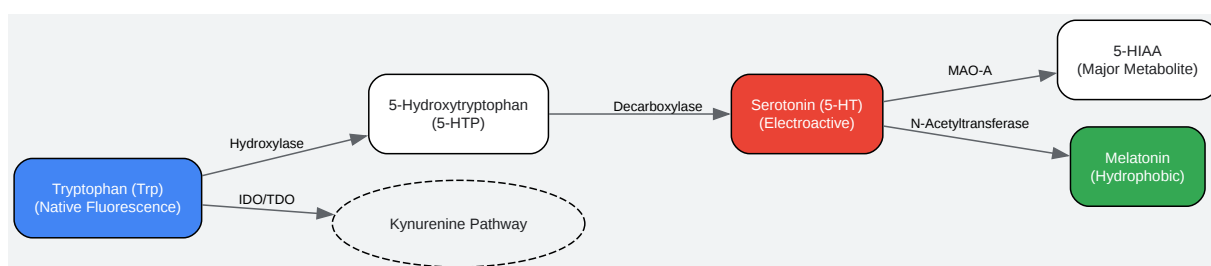 Tryptophan (Trp)
(Native Fluorescence)
Hydroxylase
IDO/TDO
5-Hydroxytryptophan
(5-HTP)
Kynurenine Pathway
Decarboxylase
Serotonin (5-HT)
(Electroactive)
MAO-A
N-Acetyltransferase
5-HIAA
(Major Metabolite)
Melatonin
(Hydrophobic)